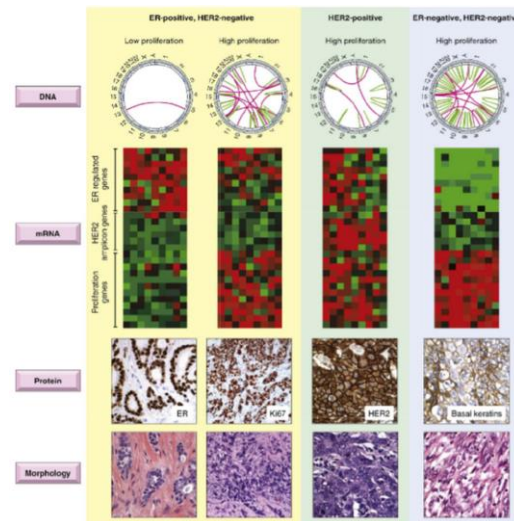 ER-positive, HER2-negative
HER2-positive
ER-negative, HER2-negative
Low proliferation
High proliferation
High proliferation
High proliferation
DNA
ER regulated
genes
mRNA
HER2
amplicon genes
Proliferation
genes
Protein
ER
Ki67
HER2
Basal keratins
Morphology